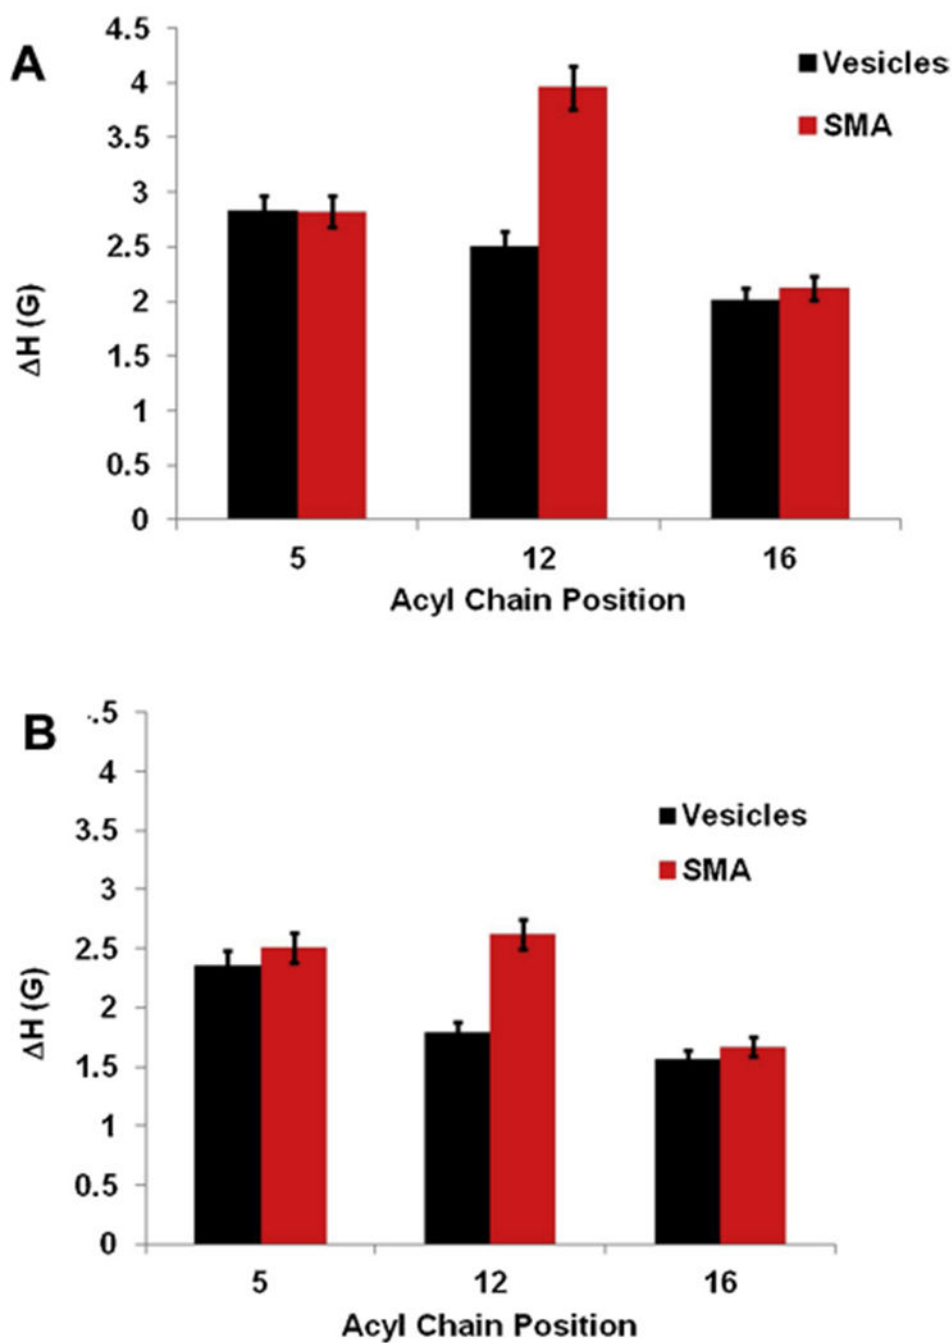 A
4.5
4
3.5
3
2.5
2
1.5
1
0.5
0
ΔH (G)
Vesicles
SMA
5 12 16
Acyl Chain Position
B
.5
4
3.5
3
2.5
2
1.5
1
0.5
0
ΔH (G)
Vesicles
SMA
5 12 16
Acyl Chain Position